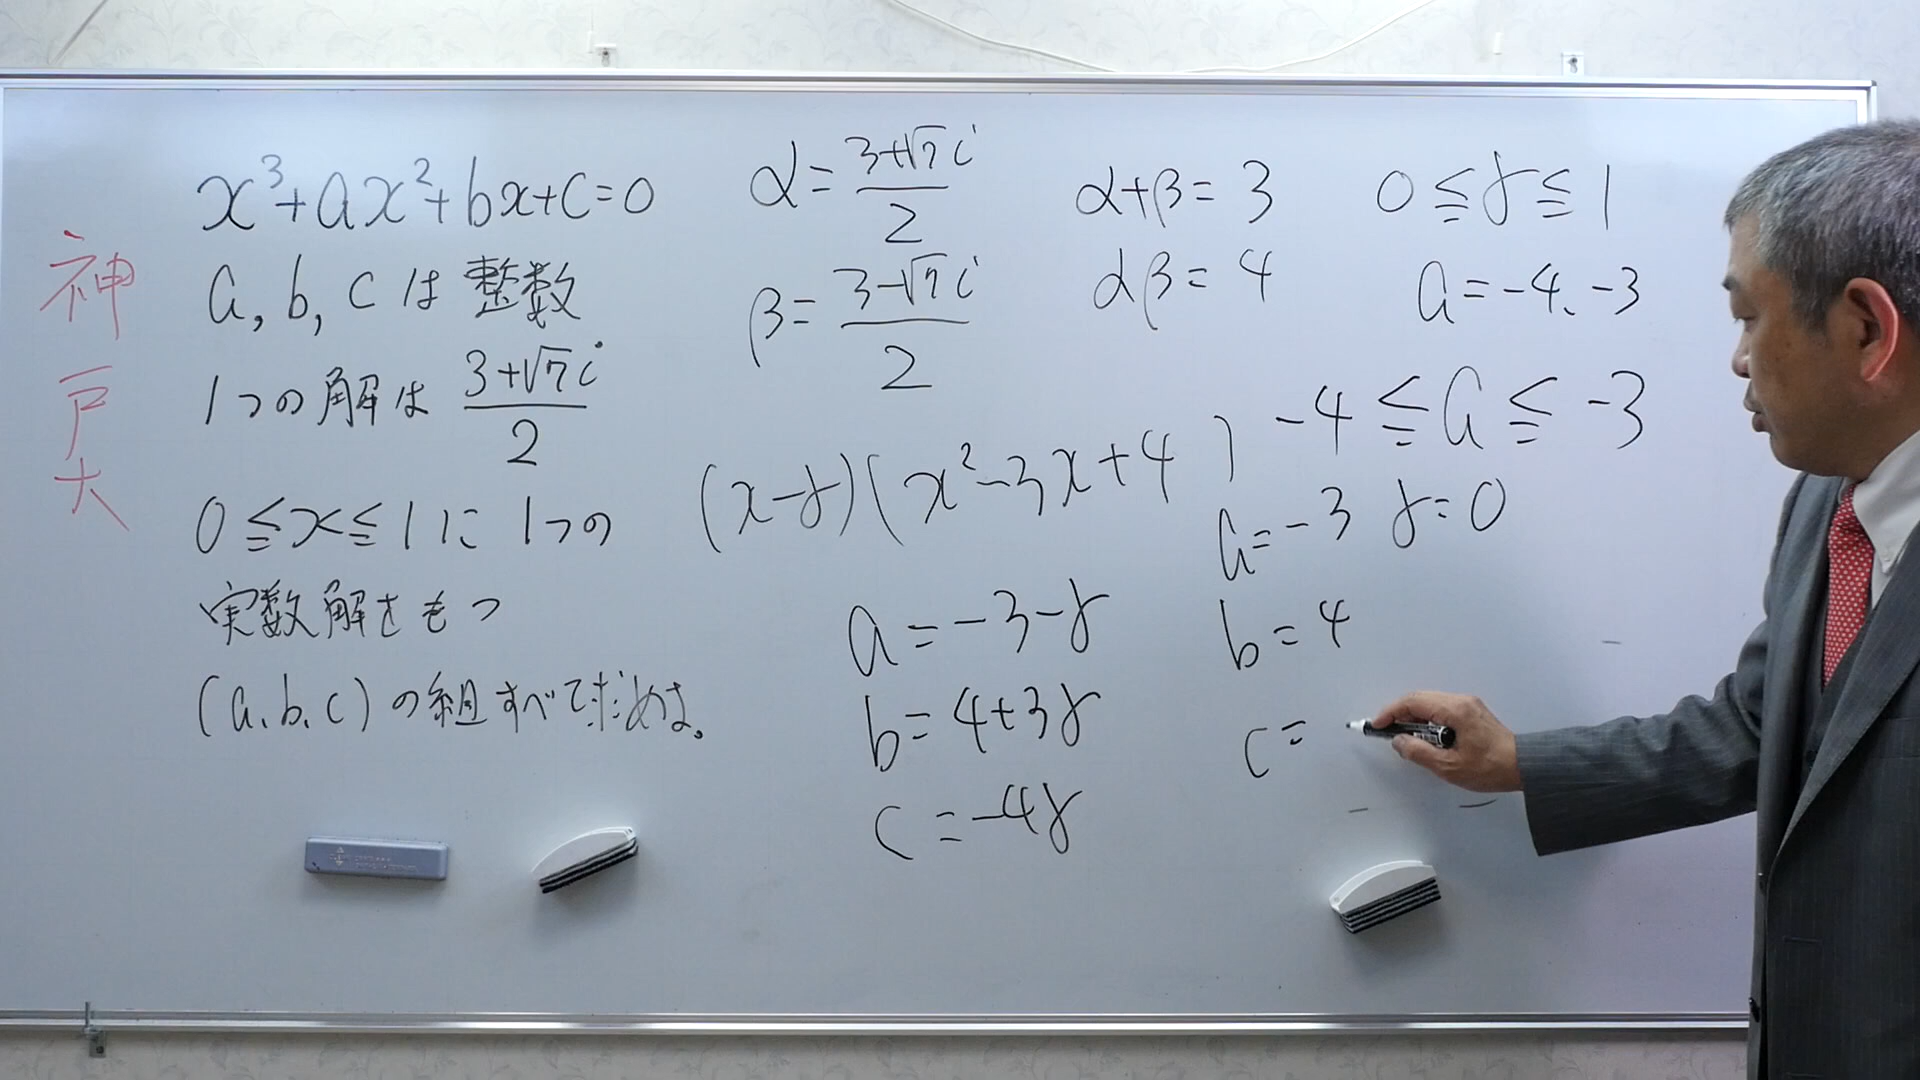 神戸大
x³+ax²+bx+c=0
a, b, c は 整数
1つの解は (3+√7i)/2
0≦x≦1に1つの
実数解をもつ
(a、b、c)の組すべて求めよ。
α=(3+√7i)/2
β=(3-√7i)/2
α+β=3
αβ=4
(x-γ)(x²-3x+4)
a=-3-γ
b=4+3γ
c=-4γ
0≦γ≦1
a=-4、-3
-4≦a≦-3
a=-3 γ=0
b=4
c=